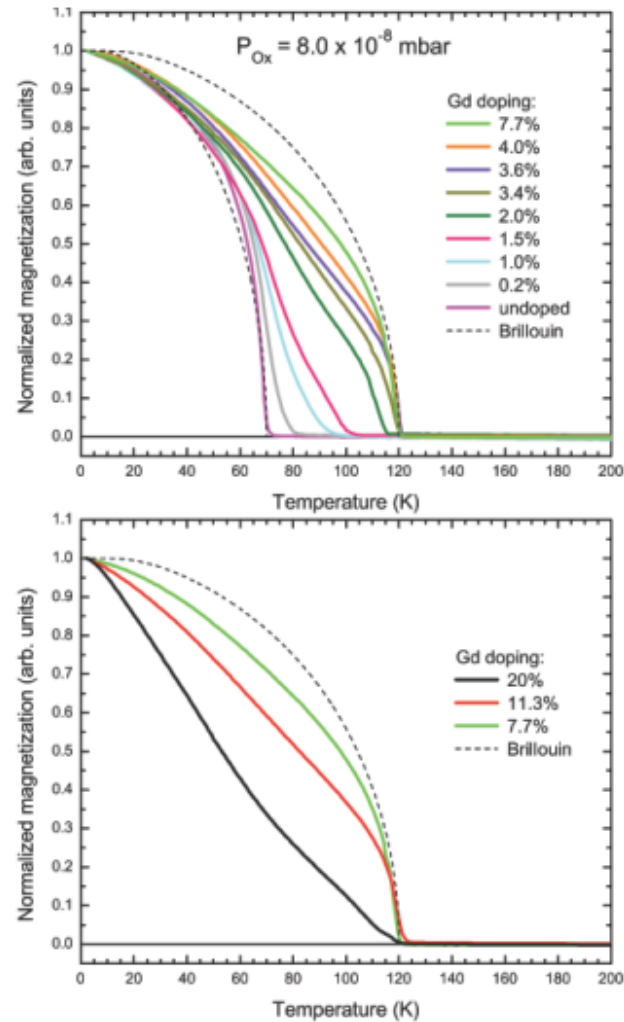 1.1
1.0
0.9
0.8
0.7
0.6
0.5
0.4
0.3
0.2
0.1
0.0
Normalized magnetization (arb. units)
P_Ox = 8.0 x 10^-8 mbar
Gd doping:
7.7%
4.0%
3.6%
3.4%
2.0%
1.5%
1.0%
0.2%
undoped
Brillouin
0 20 40 60 80 100 120 140 160 180 200
Temperature (K)
1.1
1.0
0.9
0.8
0.7
0.6
0.5
0.4
0.3
0.2
0.1
0.0
Normalized magnetization (arb. units)
Gd doping:
20%
11.3%
7.7%
Brillouin
0 20 40 60 80 100 120 140 160 180 200
Temperature (K)